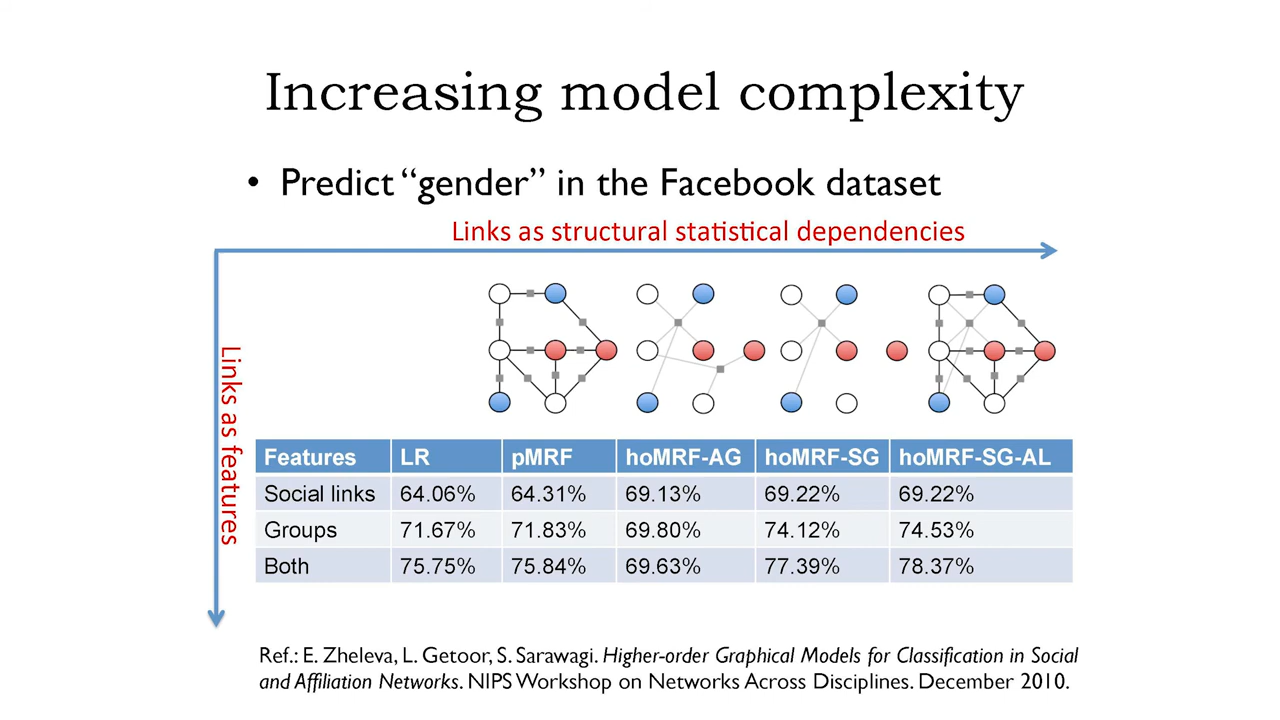 Increasing model complexity
• Predict “gender” in the Facebook dataset
Links as structural statistical dependencies
Links as features
Features LR pMRF hoMRF-AG hoMRF-SG hoMRF-SG-AL
Social links 64.06% 64.31% 69.13% 69.22% 69.22%
Groups 71.67% 71.83% 69.80% 74.12% 74.53%
Both 75.75% 75.84% 69.63% 77.39% 78.37%
Ref.: E. Zheleva, L. Getoor, S. Sarawagi. Higher-order Graphical Models for Classification in Social
and Affiliation Networks. NIPS Workshop on Networks Across Disciplines. December 2010.